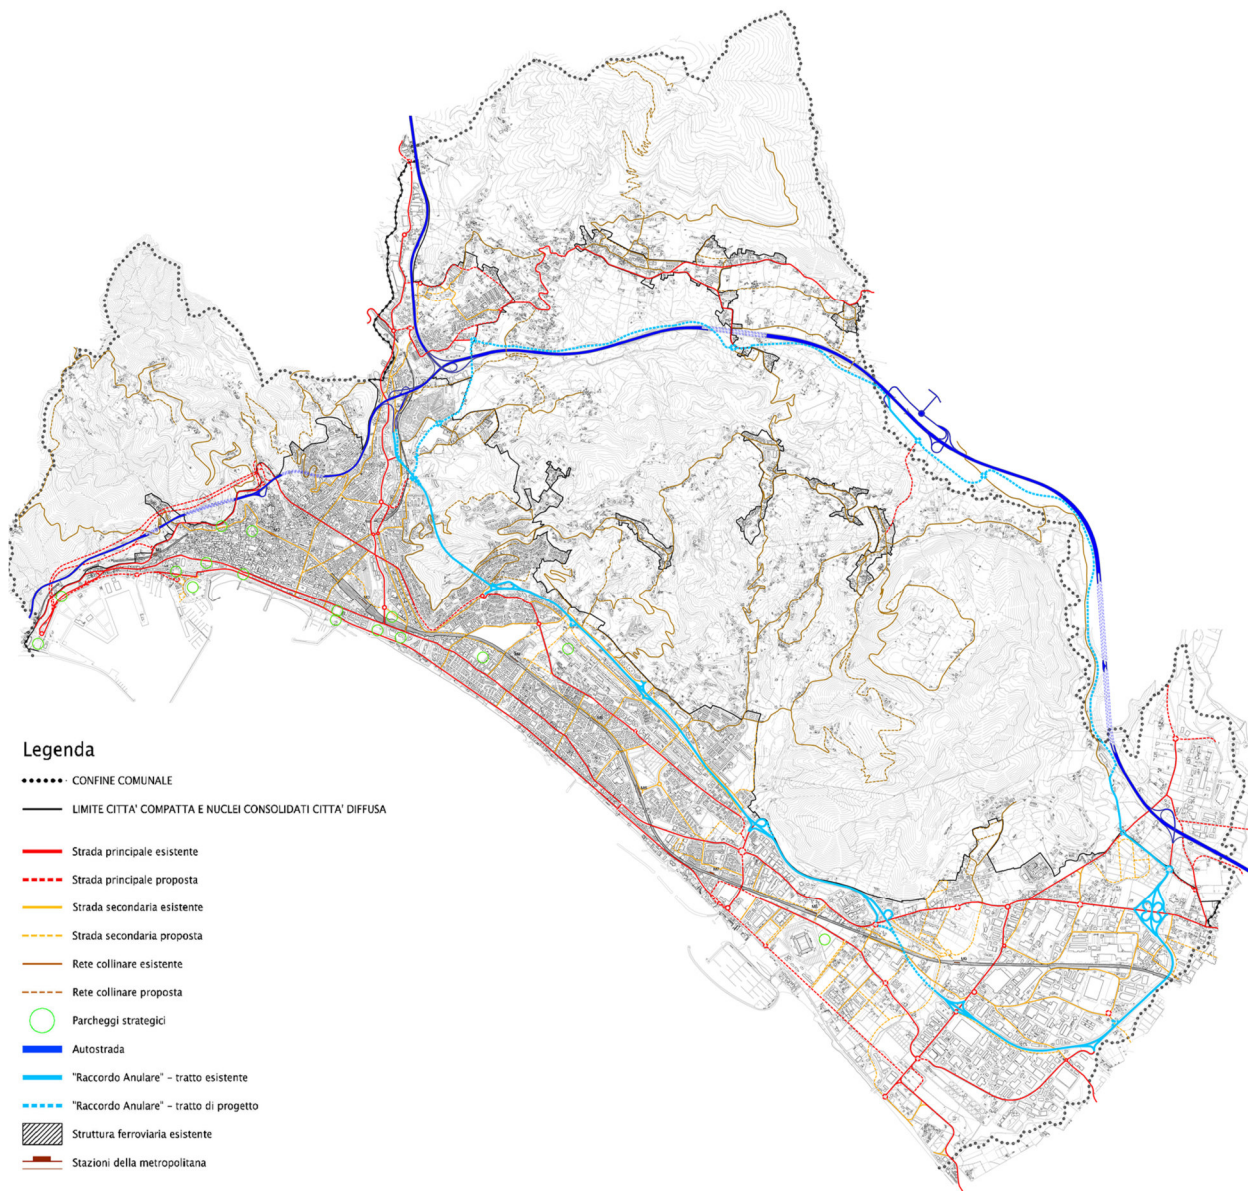 Legenda
CONFINE COMUNALE
LIMITE CITTA' COMPATTA E NUCLEI CONSOLIDATI CITTA' DIFFUSA
Strada principale esistente
Strada principale proposta
Strada secondaria esistente
Strada secondaria proposta
Rete collinare esistente
Rete collinare proposta
Parcheggi strategici
Autostrada
"Raccordo Anulare" - tratto esistente
"Raccordo Anulare" - tratto di progetto
Struttura ferroviaria esistente
Stazioni della metropolitana